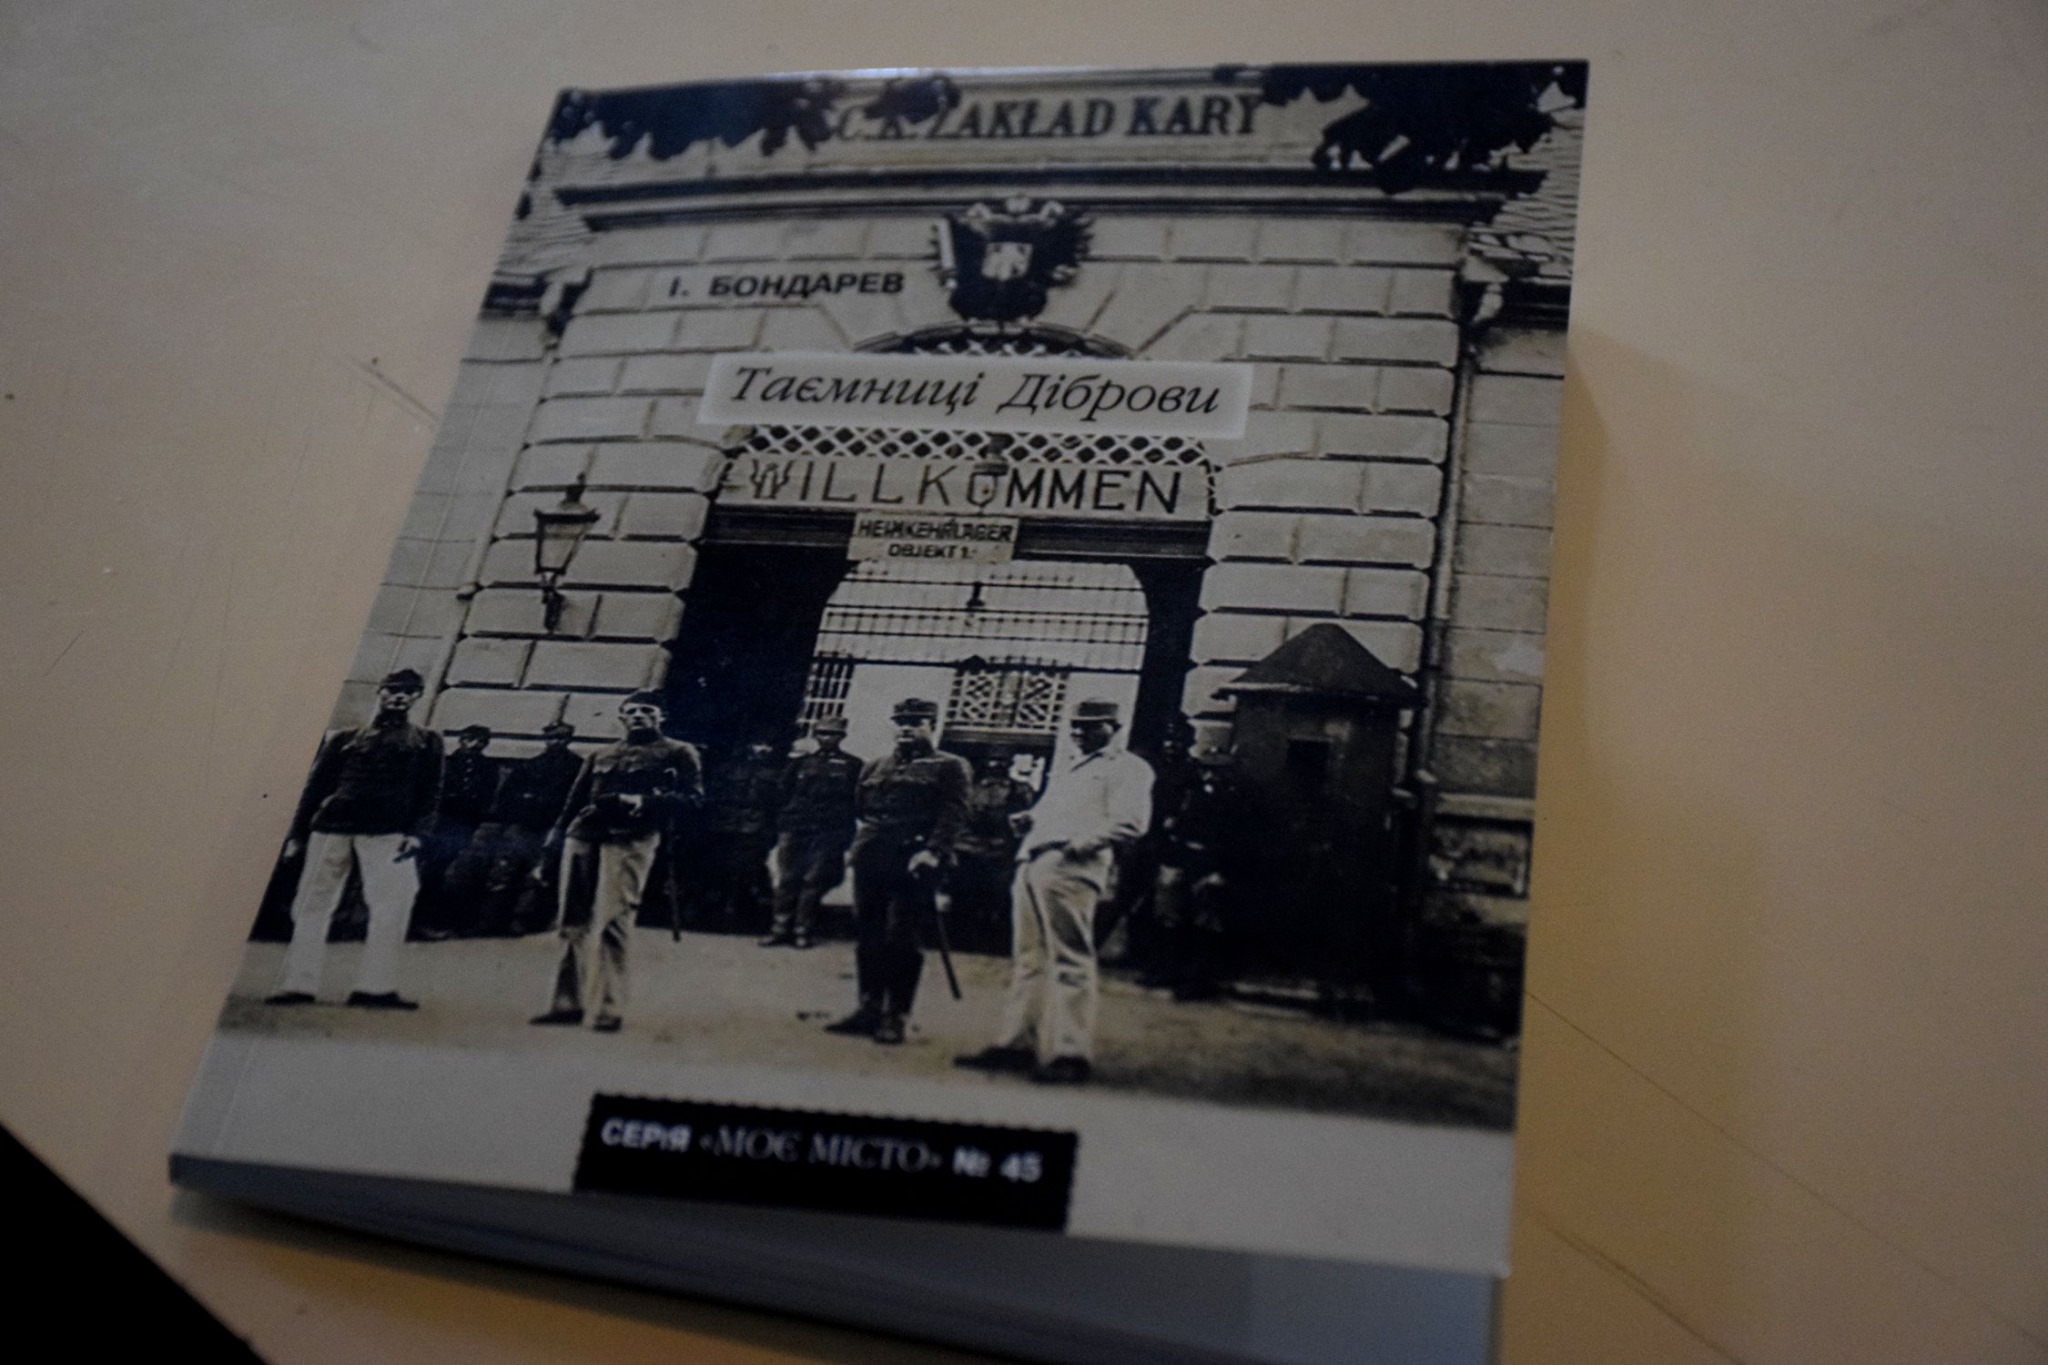 C. K. ZAKŁAD KARY
І. БОНДАРЕВ
Таємниці Діброви
WILLKOMMEN
HEIMKEHRLAGER
OBJEKT 1.
СЕРІЯ «МОЄ МІСТО» № 45